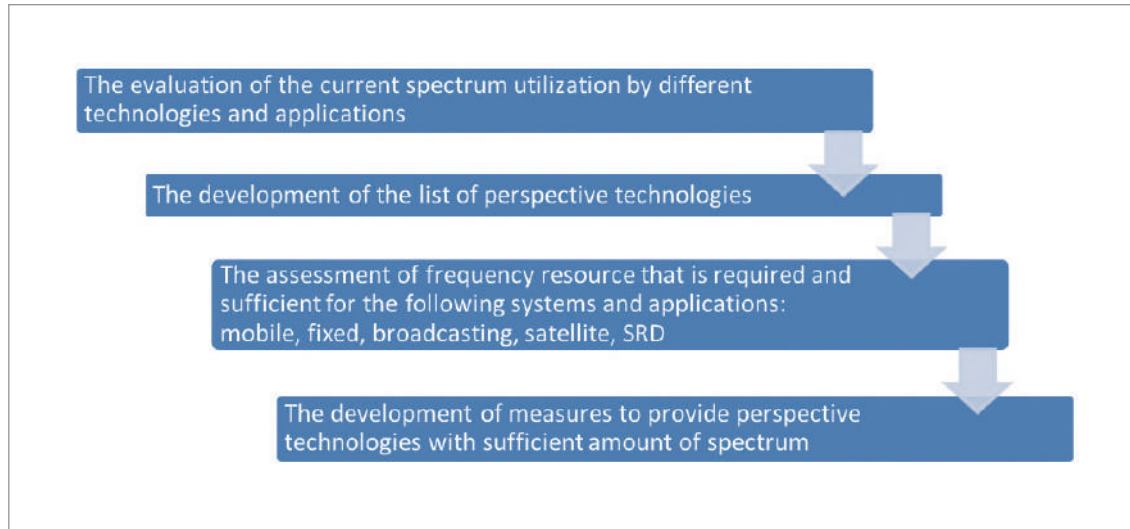 The evaluation of the current spectrum utilization by different
technologies and applications
The development of the list of perspective technologies
The assessment of frequency resource that is required and
sufficient for the following systems and applications:
mobile, fixed, broadcasting, satellite, SRD
The development of measures to provide perspective
technologies with sufficient amount of spectrum